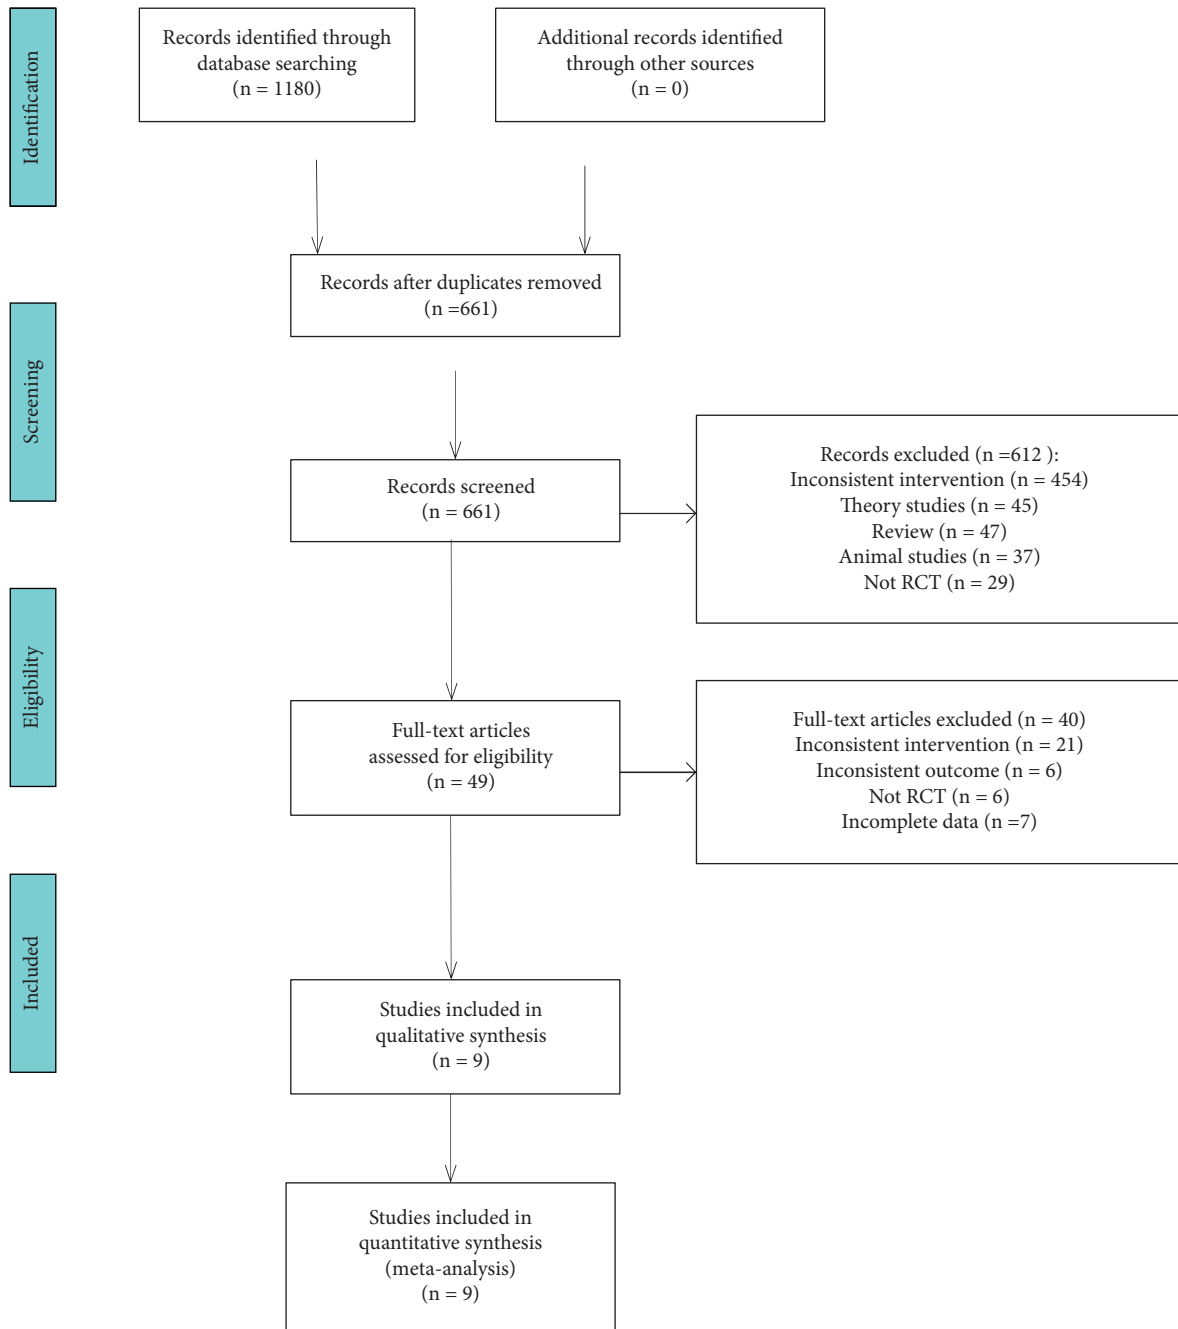 Identification
Records identified through
database searching
(n = 1180)
Additional records identified
through other sources
(n = 0)
Records after duplicates removed
(n =661)
Screening
Records screened
(n = 661)
Records excluded (n =612 ):
Inconsistent intervention (n = 454)
Theory studies (n = 45)
Review (n = 47)
Animal studies (n = 37)
Not RCT (n = 29)
Eligibility
Full-text articles
assessed for eligibility
(n = 49)
Full-text articles excluded (n = 40)
Inconsistent intervention (n = 21)
Inconsistent outcome (n = 6)
Not RCT (n = 6)
Incomplete data (n =7)
Included
Studies included in
qualitative synthesis
(n = 9)
Studies included in
quantitative synthesis
(meta-analysis)
(n = 9)